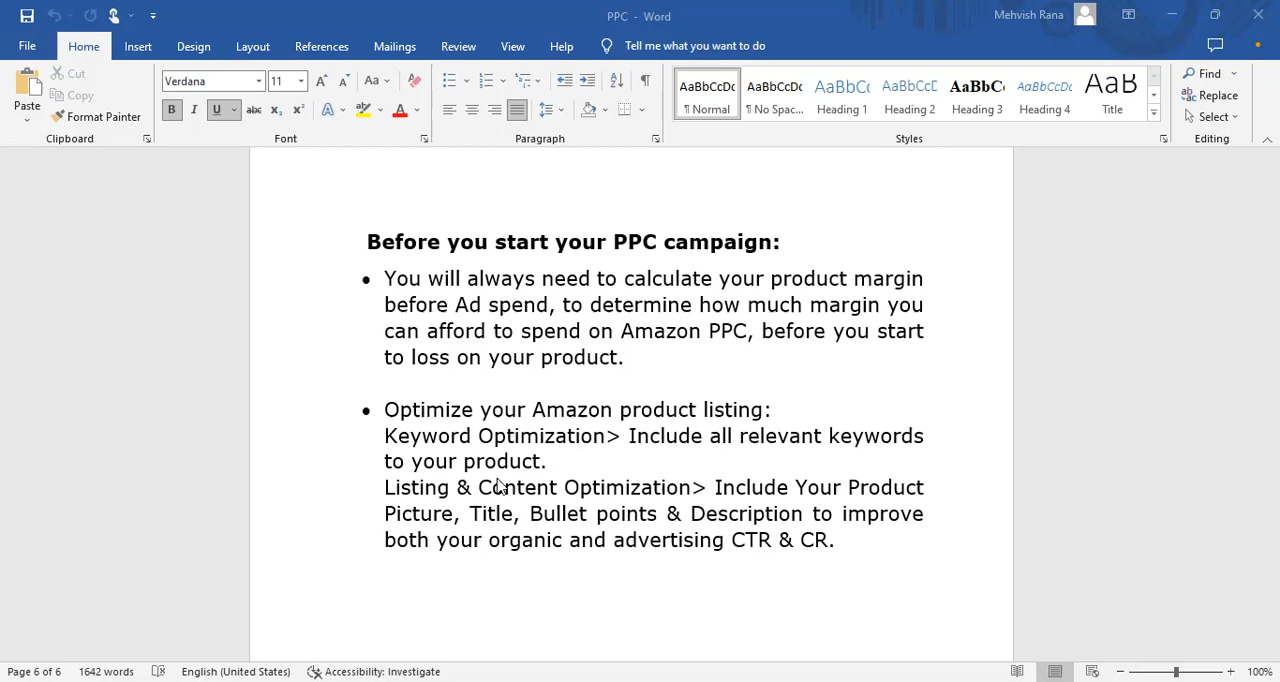 PPC - Word
Mehvish Rana
File Home Insert Design Layout References Mailings Review View Help Tell me what you want to do
Paste
Cut
Copy
Format Painter
Clipboard
Verdana 11
Font
Paragraph
AaBbCcDc AaBbCcDc AaBbC( AaBbCcD AaBbC AaBbCcDc AaB
¶ Normal ¶ No Spac... Heading 1 Heading 2 Heading 3 Heading 4 Title
Styles
Find
Replace
Select
Editing
Before you start your PPC campaign:
• You will always need to calculate your product margin
before Ad spend, to determine how much margin you
can afford to spend on Amazon PPC, before you start
to loss on your product.
• Optimize your Amazon product listing:
Keyword Optimization> Include all relevant keywords
to your product.
Listing & Content Optimization> Include Your Product
Picture, Title, Bullet points & Description to improve
both your organic and advertising CTR & CR.
Page 6 of 6 1642 words English (United States) Accessibility: Investigate 100%